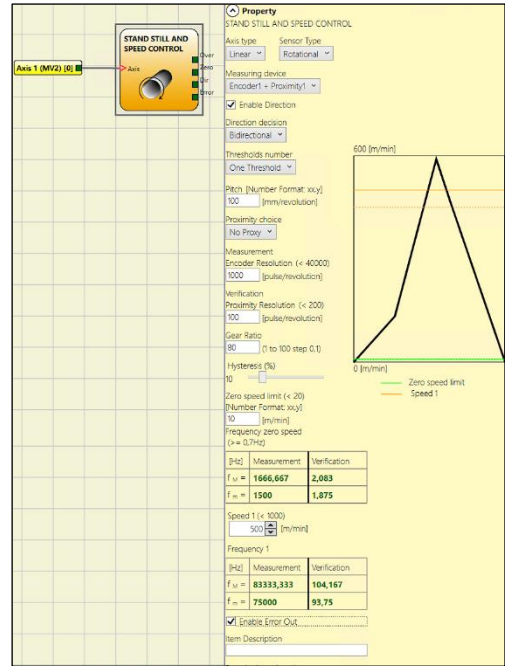 STAND STILL AND
SPEED CONTROL
Over
Axis 1 (MV2) [0]
Axis
Zero
Dir
Error
Property
STAND STILL AND SPEED CONTROL
Axis type Sensor Type
Linear Rotational
Measuring device
Encoder1 + Proximity1
Enable Direction
Direction decision
Bidirectional
Thresholds number
One Threshold
Pitch [Number Format: xx,y]
100 [mm/revolution]
Proximity choice
No Proxy
Measurement
Encoder Resolution (< 40000)
1000 [pulse/revolution]
Verification
Proximity Resolution (< 200)
100 [pulse/revolution]
Gear Ratio
80 (1 to 100 step 0,1)
Hysteresis (%)
10
Zero speed limit (< 20)
[Number Format: xx,y]
10 [m/min]
Frequency zero speed
(>= 0,7Hz)
[Hz] Measurement Verification
f M = 1666,667 2,083
f m = 1500 1,875
Speed 1 (< 1000)
500 [m/min]
Frequency 1
[Hz] Measurement Verification
f M = 83333,333 104,167
f m = 75000 93,75
Enable Error Out
Item Description
600 [m/min]
0 [m/min]
Zero speed limit
Speed 1